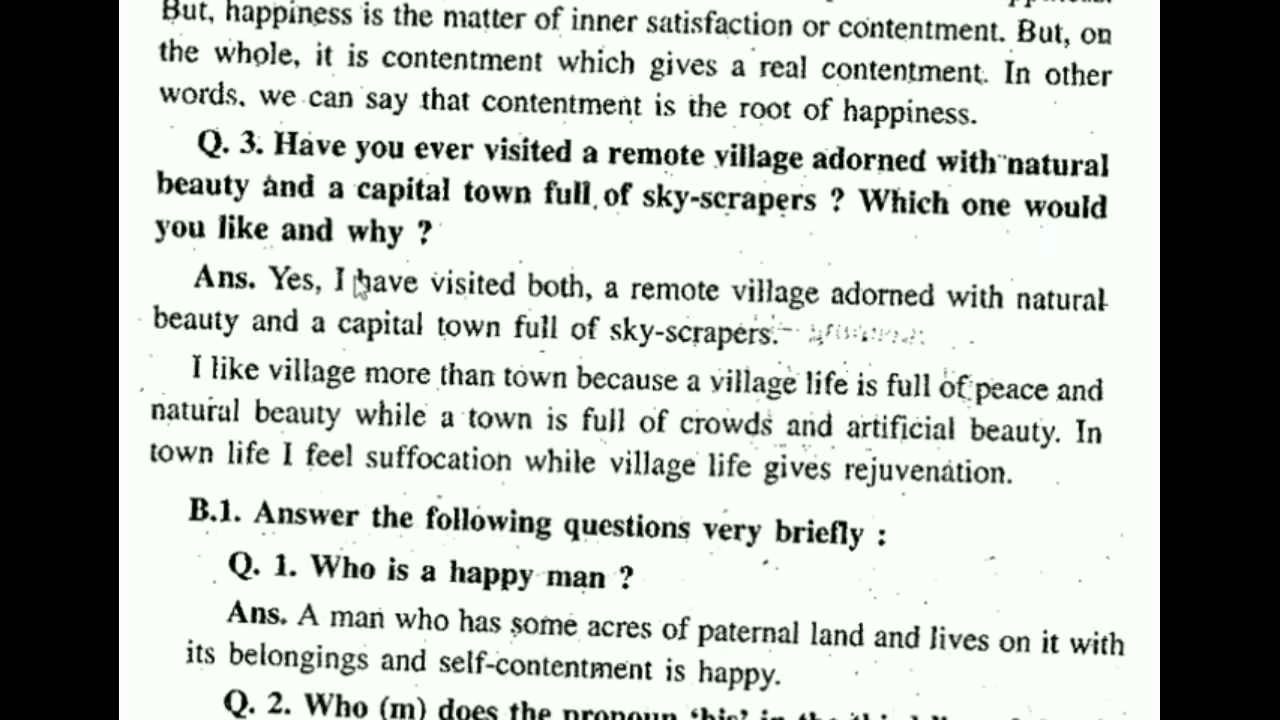 But, happiness is the matter of inner satisfaction or contentment. But, on
the whole, it is contentment which gives a real contentment. In other
words, we can say that contentment is the root of happiness.
Q. 3. Have you ever visited a remote village adorned with natural
beauty and a capital town full of sky-scrapers ? Which one would
you like and why ?
Ans. Yes, I have visited both, a remote village adorned with natural
beauty and a capital town full of sky-scrapers.
I like village more than town because a village life is full of peace and
natural beauty while a town is full of crowds and artificial beauty. In
town life I feel suffocation while village life gives rejuvenation.
B.1. Answer the following questions very briefly :
Q. 1. Who is a happy man ?
Ans. A man who has some acres of paternal land and lives on it with
its belongings and self-contentment is happy.
Q. 2. Who (m) does the pronoun 'his' in the third